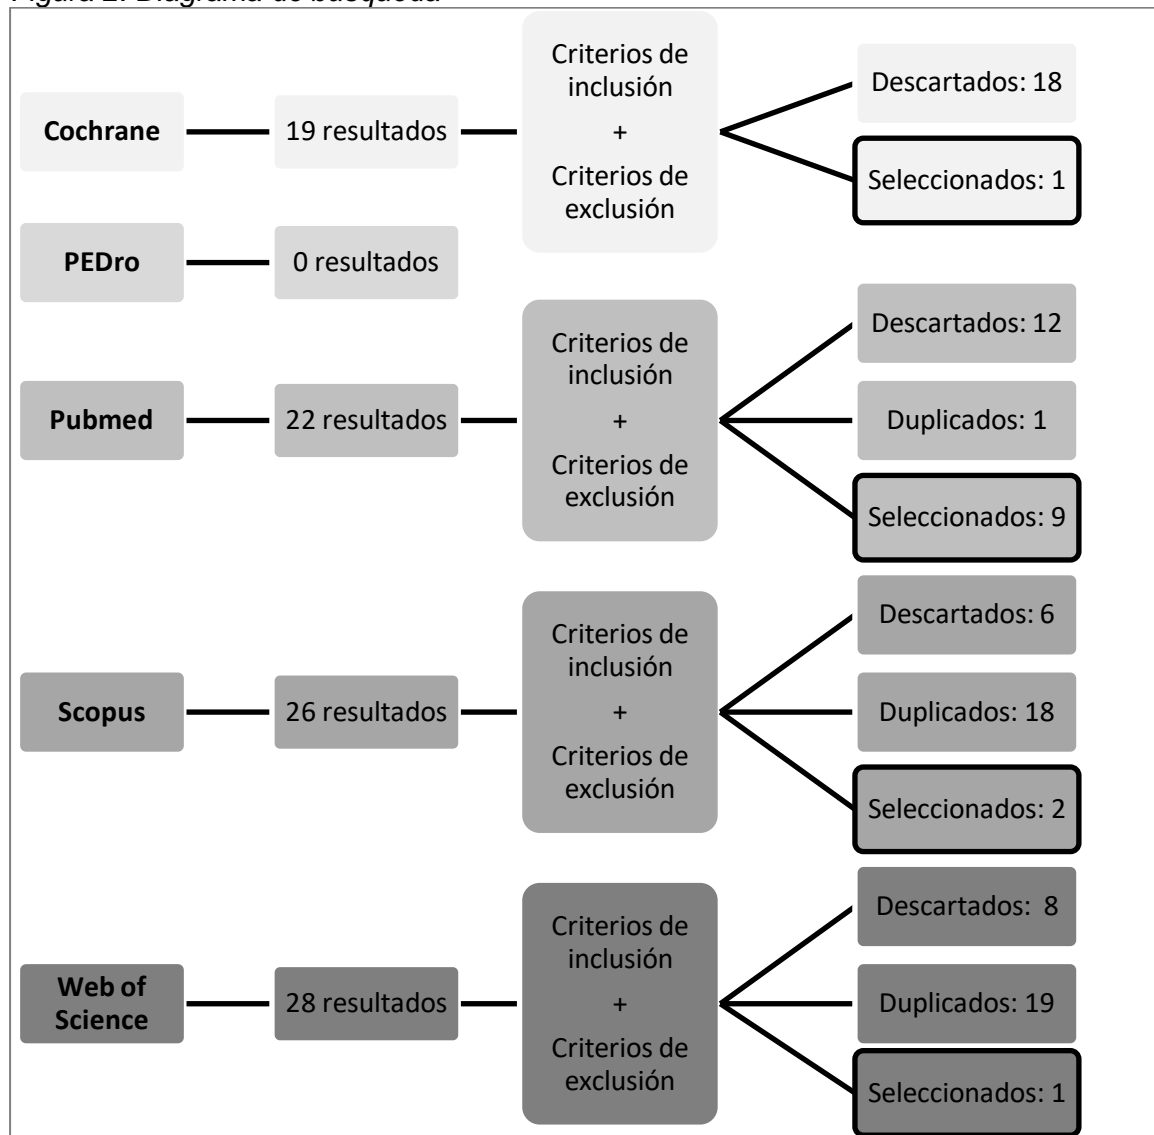 Cochrane
19 resultados
Criterios de
inclusión
+
Criterios de
exclusión
Descartados: 18
Seleccionados: 1
PEDro
0 resultados
Pubmed
22 resultados
Criterios de
inclusión
+
Criterios de
exclusión
Descartados: 12
Duplicados: 1
Seleccionados: 9
Scopus
26 resultados
Criterios de
inclusión
+
Criterios de
exclusión
Descartados: 6
Duplicados: 18
Seleccionados: 2
Web of
Science
28 resultados
Criterios de
inclusión
+
Criterios de
exclusión
Descartados: 8
Duplicados: 19
Seleccionados: 1